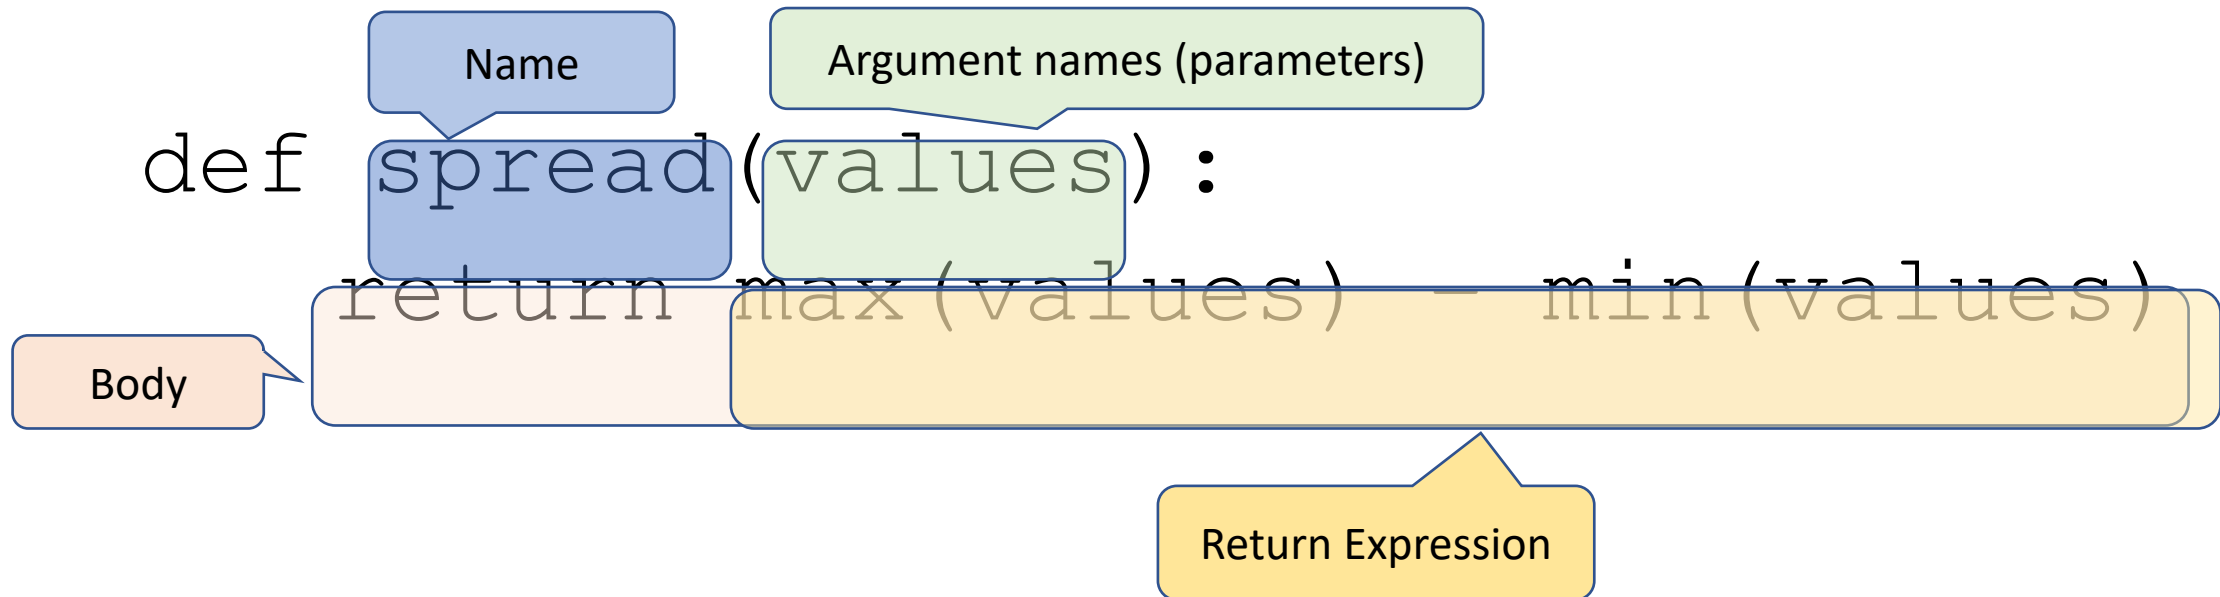 Name
Argument names (parameters)
def spread(values):
return max(values) - min(values)
Body
Return Expression